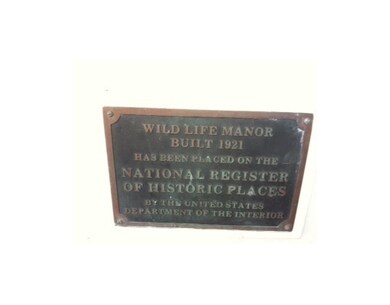 WILD LIFE MANOR
BUILT 1921
HAS BEEN PLACED ON THE
NATIONAL REGISTER
OF HISTORIC PLACES
BY THE UNITED STATES
DEPARTMENT OF THE INTERIOR